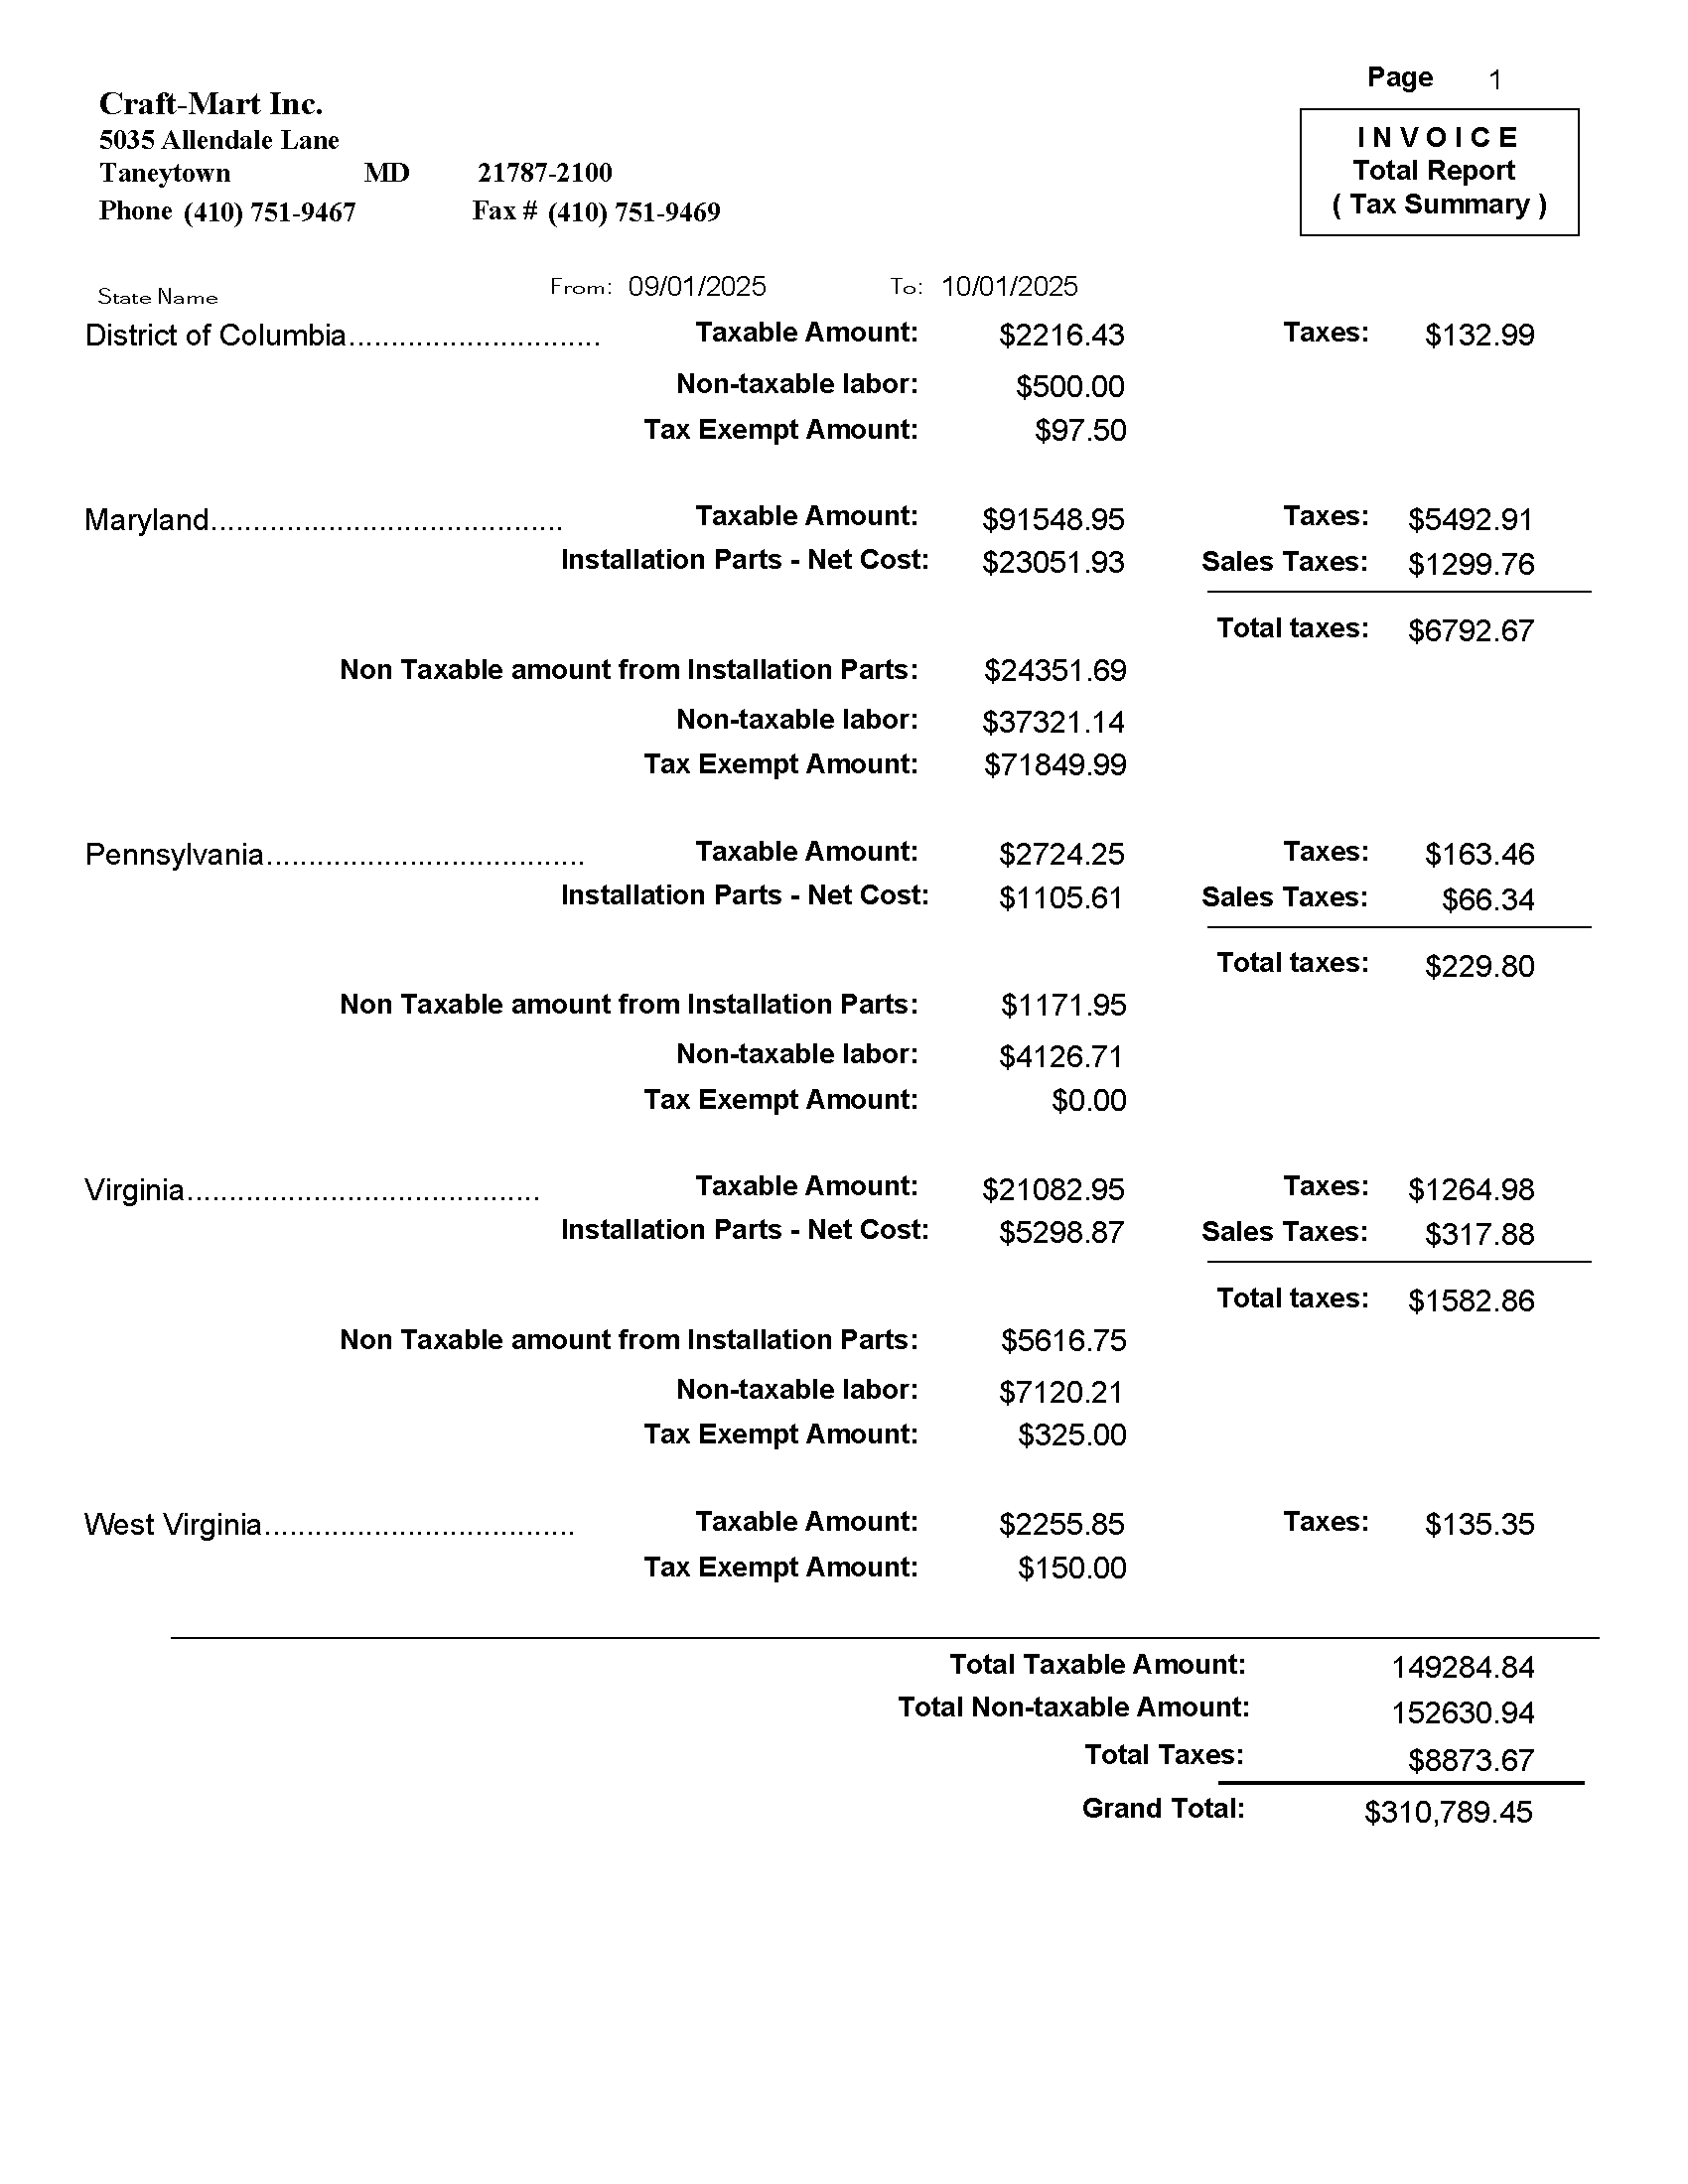 Page 1
Craft-Mart Inc.
5035 Allendale Lane
Taneytown MD 21787-2100
Phone (410) 751-9467 Fax # (410) 751-9469
I N V O I C E
Total Report
( Tax Summary )
State Name From: 09/01/2025 To: 10/01/2025
District of Columbia.............................. Taxable Amount: $2216.43 Taxes: $132.99
Non-taxable labor: $500.00
Tax Exempt Amount: $97.50
Maryland.......................................... Taxable Amount: $91548.95 Taxes: $5492.91
Installation Parts - Net Cost: $23051.93 Sales Taxes: $1299.76
Total taxes: $6792.67
Non Taxable amount from Installation Parts: $24351.69
Non-taxable labor: $37321.14
Tax Exempt Amount: $71849.99
Pennsylvania...................................... Taxable Amount: $2724.25 Taxes: $163.46
Installation Parts - Net Cost: $1105.61 Sales Taxes: $66.34
Total taxes: $229.80
Non Taxable amount from Installation Parts: $1171.95
Non-taxable labor: $4126.71
Tax Exempt Amount: $0.00
Virginia.......................................... Taxable Amount: $21082.95 Taxes: $1264.98
Installation Parts - Net Cost: $5298.87 Sales Taxes: $317.88
Total taxes: $1582.86
Non Taxable amount from Installation Parts: $5616.75
Non-taxable labor: $7120.21
Tax Exempt Amount: $325.00
West Virginia..................................... Taxable Amount: $2255.85 Taxes: $135.35
Tax Exempt Amount: $150.00
Total Taxable Amount: 149284.84
Total Non-taxable Amount: 152630.94
Total Taxes: $8873.67
Grand Total: $310,789.45